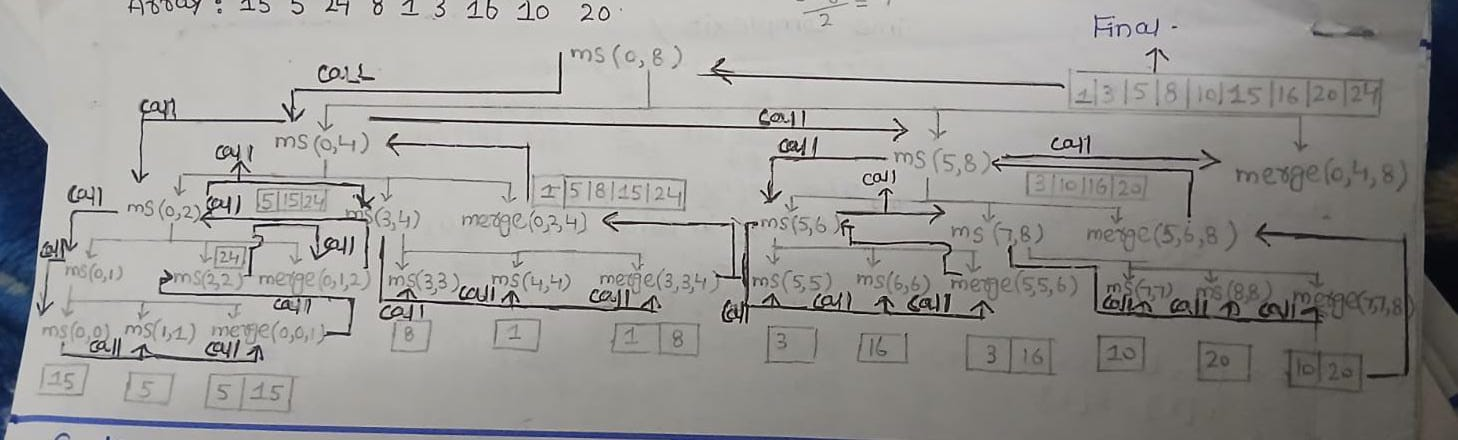 Array : 15 5 24 8 1 3 16 10 20
2
Final -
ms(0,8)
call
1 3 5 8 10 15 16 20 24
call
call
ms(0,4)
call
call
call
ms(5,8)
merge(0,4,8)
call
1 5 8 15 24
3 10 16 20
call
ms(0,2)
call
5 15 24
ms(3,4)
merge(0,2,4)
ms(5,6)
ms(7,8)
merge(5,6,8)
call
24
call
ms(0,1)
ms(2,2)
merge(0,1,2)
ms(3,3)
ms(4,4)
merge(3,3,4)
ms(5,5)
ms(6,6)
merge(5,5,6)
ms(7,7)
ms(8,8)
merge(7,7,8)
call
call
call
call
call
call
call
call
call
call
ms(0,0)
ms(1,1)
merge(0,0,1)
8
1
1 8
3
16
3 16
10
20
10 20
call
call
15
5
5 15